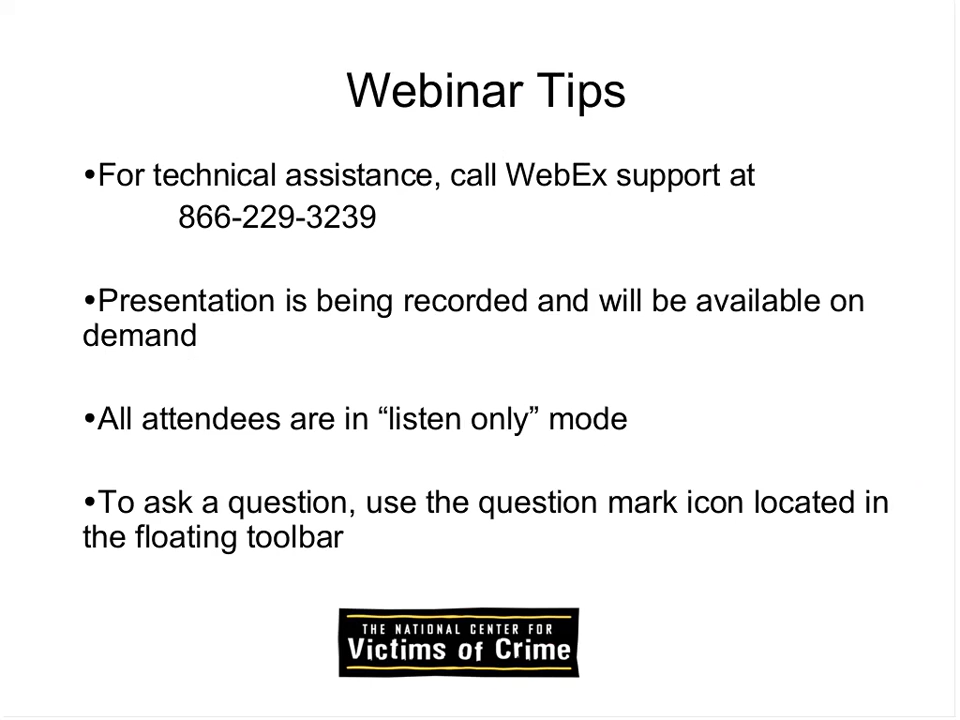 Webinar Tips
•For technical assistance, call WebEx support at
866-229-3239
•Presentation is being recorded and will be available on
demand
•All attendees are in “listen only” mode
•To ask a question, use the question mark icon located in
the floating toolbar
THE NATIONAL CENTER FOR
Victims of Crime